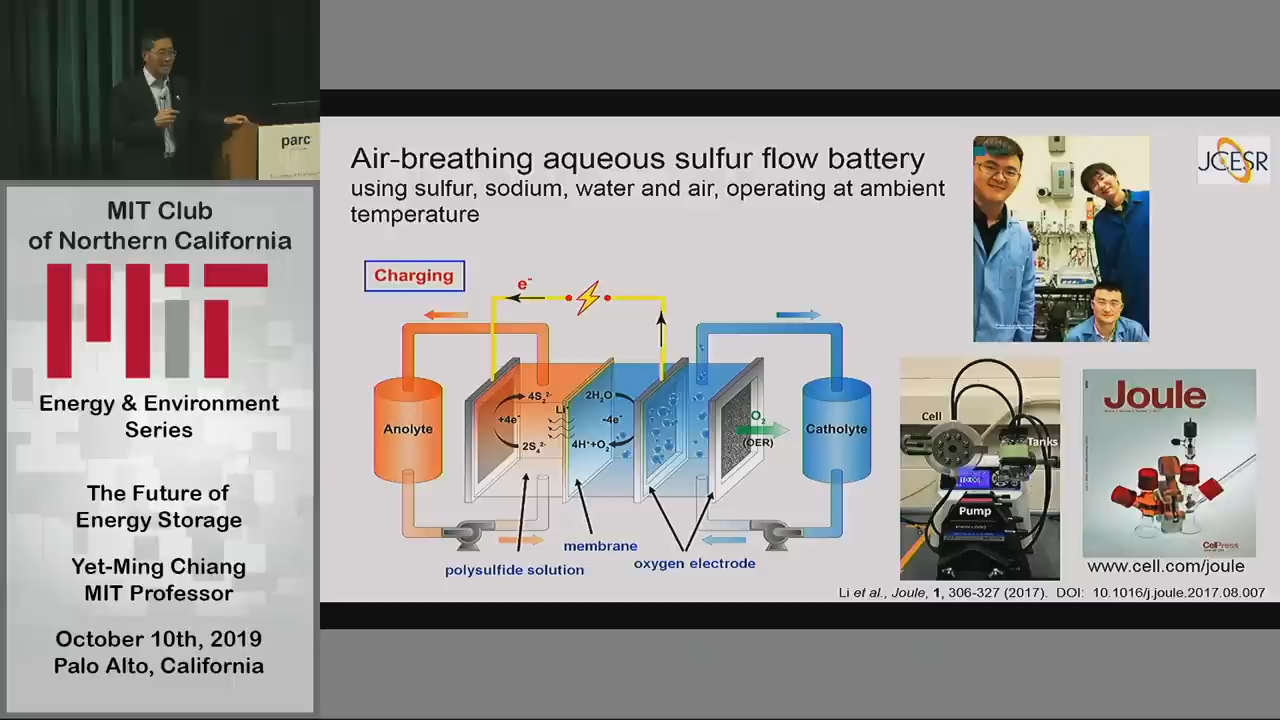 parc
MIT Club
of Northern California
MIT
Energy & Environment
Series
The Future of
Energy Storage
Yet-Ming Chiang
MIT Professor
October 10th, 2019
Palo Alto, California
Air-breathing aqueous sulfur flow battery
using sulfur, sodium, water and air, operating at ambient
temperature
JCESR
Charging
e⁻
Anolyte
4S₂²⁻
+4e⁻
2S₄²⁻
Li⁺
2H₂O
-4e⁻
4H⁺+O₂
O₂
(OER)
Catholyte
polysulfide solution
membrane
oxygen electrode
Cell
Tanks
10:00
Pump
Joule
CelPress
www.cell.com/joule
Li et al., Joule, 1, 306-327 (2017). DOI: 10.1016/j.joule.2017.08.007